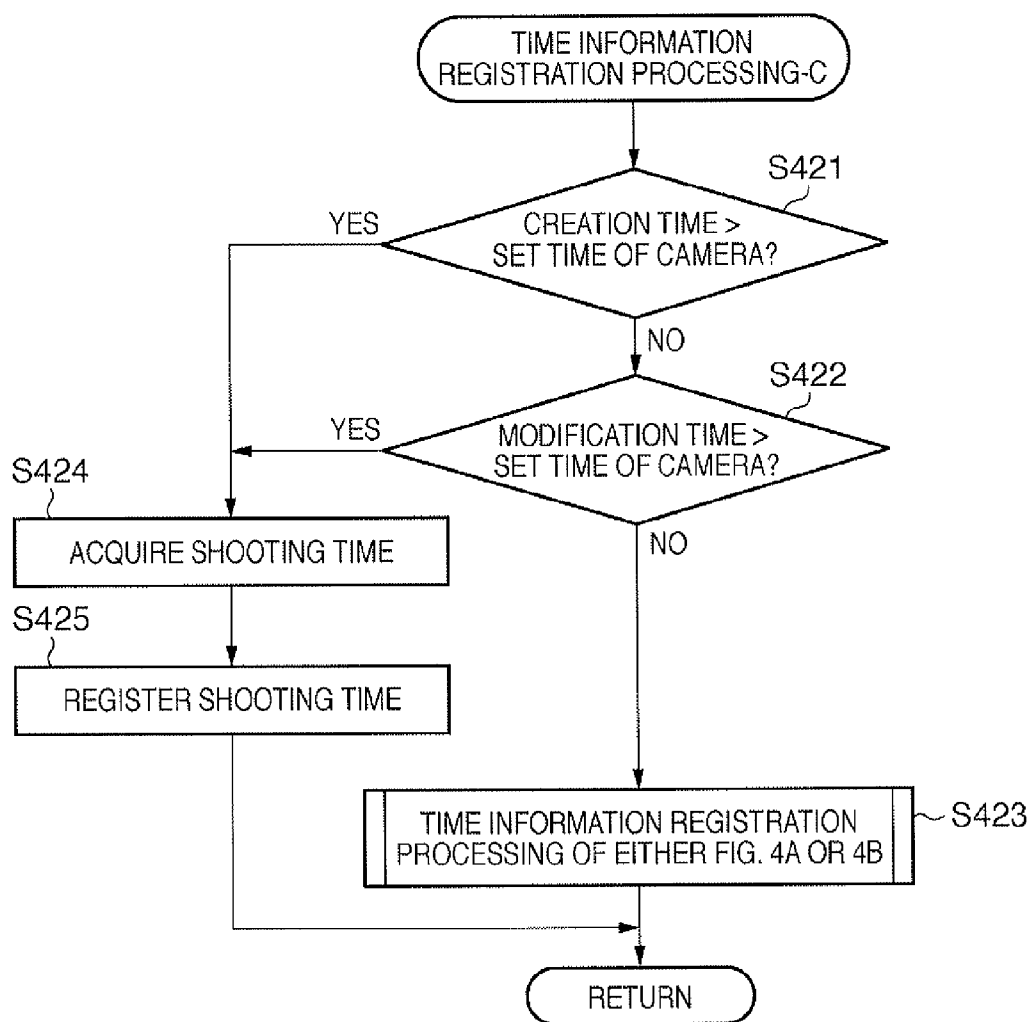 TIME INFORMATION
REGISTRATION PROCESSING-C
S421
YES
CREATION TIME >
SET TIME OF CAMERA?
NO
S422
YES
MODIFICATION TIME >
SET TIME OF CAMERA?
NO
S424
ACQUIRE SHOOTING TIME
S425
REGISTER SHOOTING TIME
S423
TIME INFORMATION REGISTRATION
PROCESSING OF EITHER FIG. 4A OR 4B
RETURN